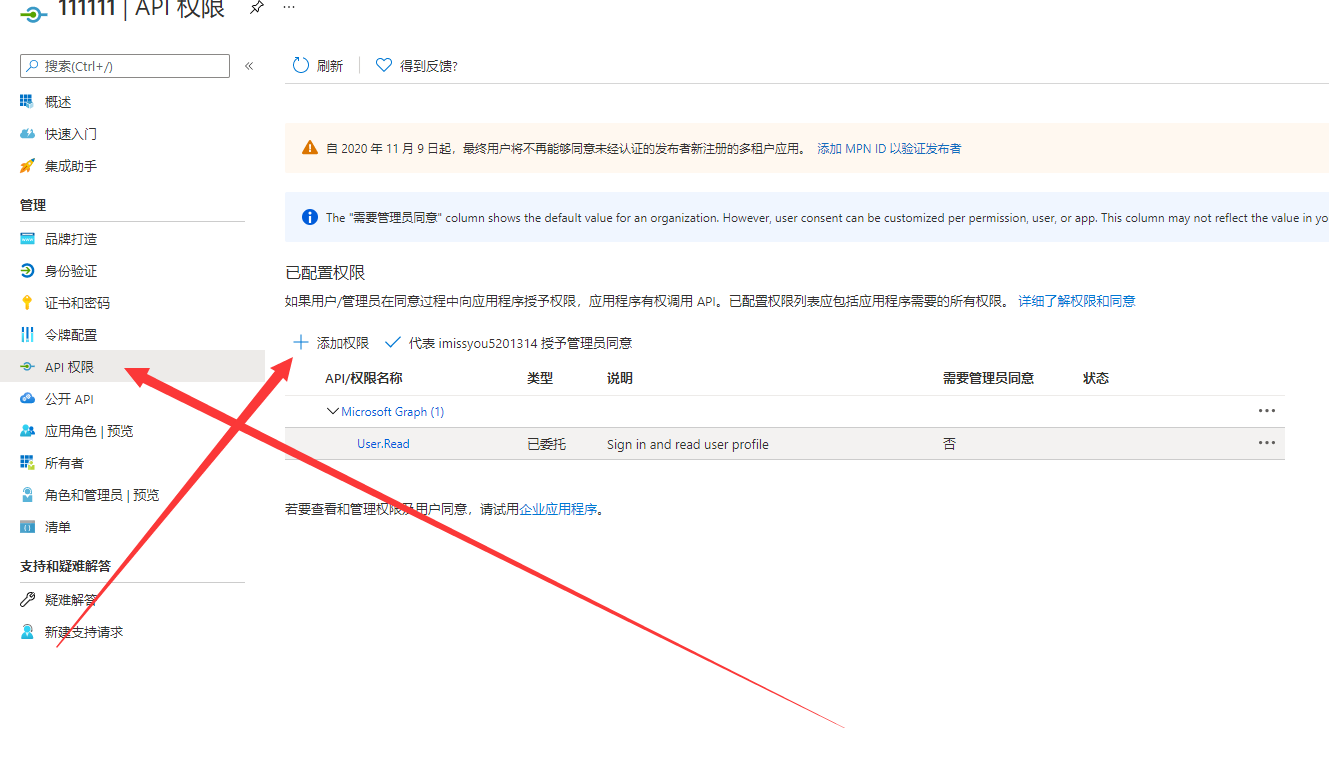 111111 | API 权限
搜索(Ctrl+/)
刷新
得到反馈?
概述
快速入门
集成助手
管理
品牌打造
身份验证
证书和密码
令牌配置
API 权限
公开 API
应用角色 | 预览
所有者
角色和管理员 | 预览
清单
支持和疑难解答
疑难解答
新建支持请求
自 2020 年 11 月 9 日起，最终用户将不再能够同意未经认证的发布者新注册的多租户应用。 添加 MPN ID 以验证发布者
The "需要管理员同意" column shows the default value for an organization. However, user consent can be customized per permission, user, or app. This column may not reflect the value in yo
已配置权限
如果用户/管理员在同意过程中向应用程序授予权限，应用程序有权调用 API。已配置权限列表应包括应用程序需要的所有权限。 详细了解权限和同意
添加权限 代表 imissyou5201314 授予管理员同意
API/权限名称 类型 说明 需要管理员同意 状态
Microsoft Graph (1)
User.Read 已委托 Sign in and read user profile 否
若要查看和管理权限及用户同意，请试用企业应用程序。